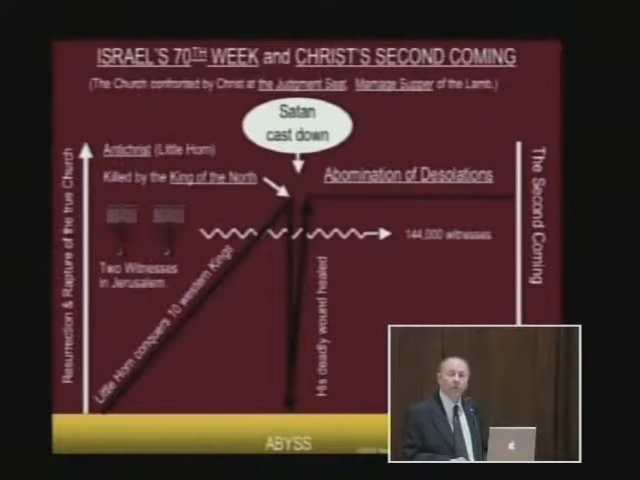 ISRAEL'S 70TH WEEK and CHRIST'S SECOND COMING
(The Church confronted by Christ at the Judgment Seat. Marriage Supper of the Lamb.)
Satan
cast down
Antichrist (Little Horn)
Killed by the King of the North
Abomination of Desolations
144,000 witnesses
Two Witnesses
in Jerusalem
Resurrection & Rapture of the true Church
Little Horn conquers 10 western Kings
His deadly wound healed
The Second Coming
ABYSS